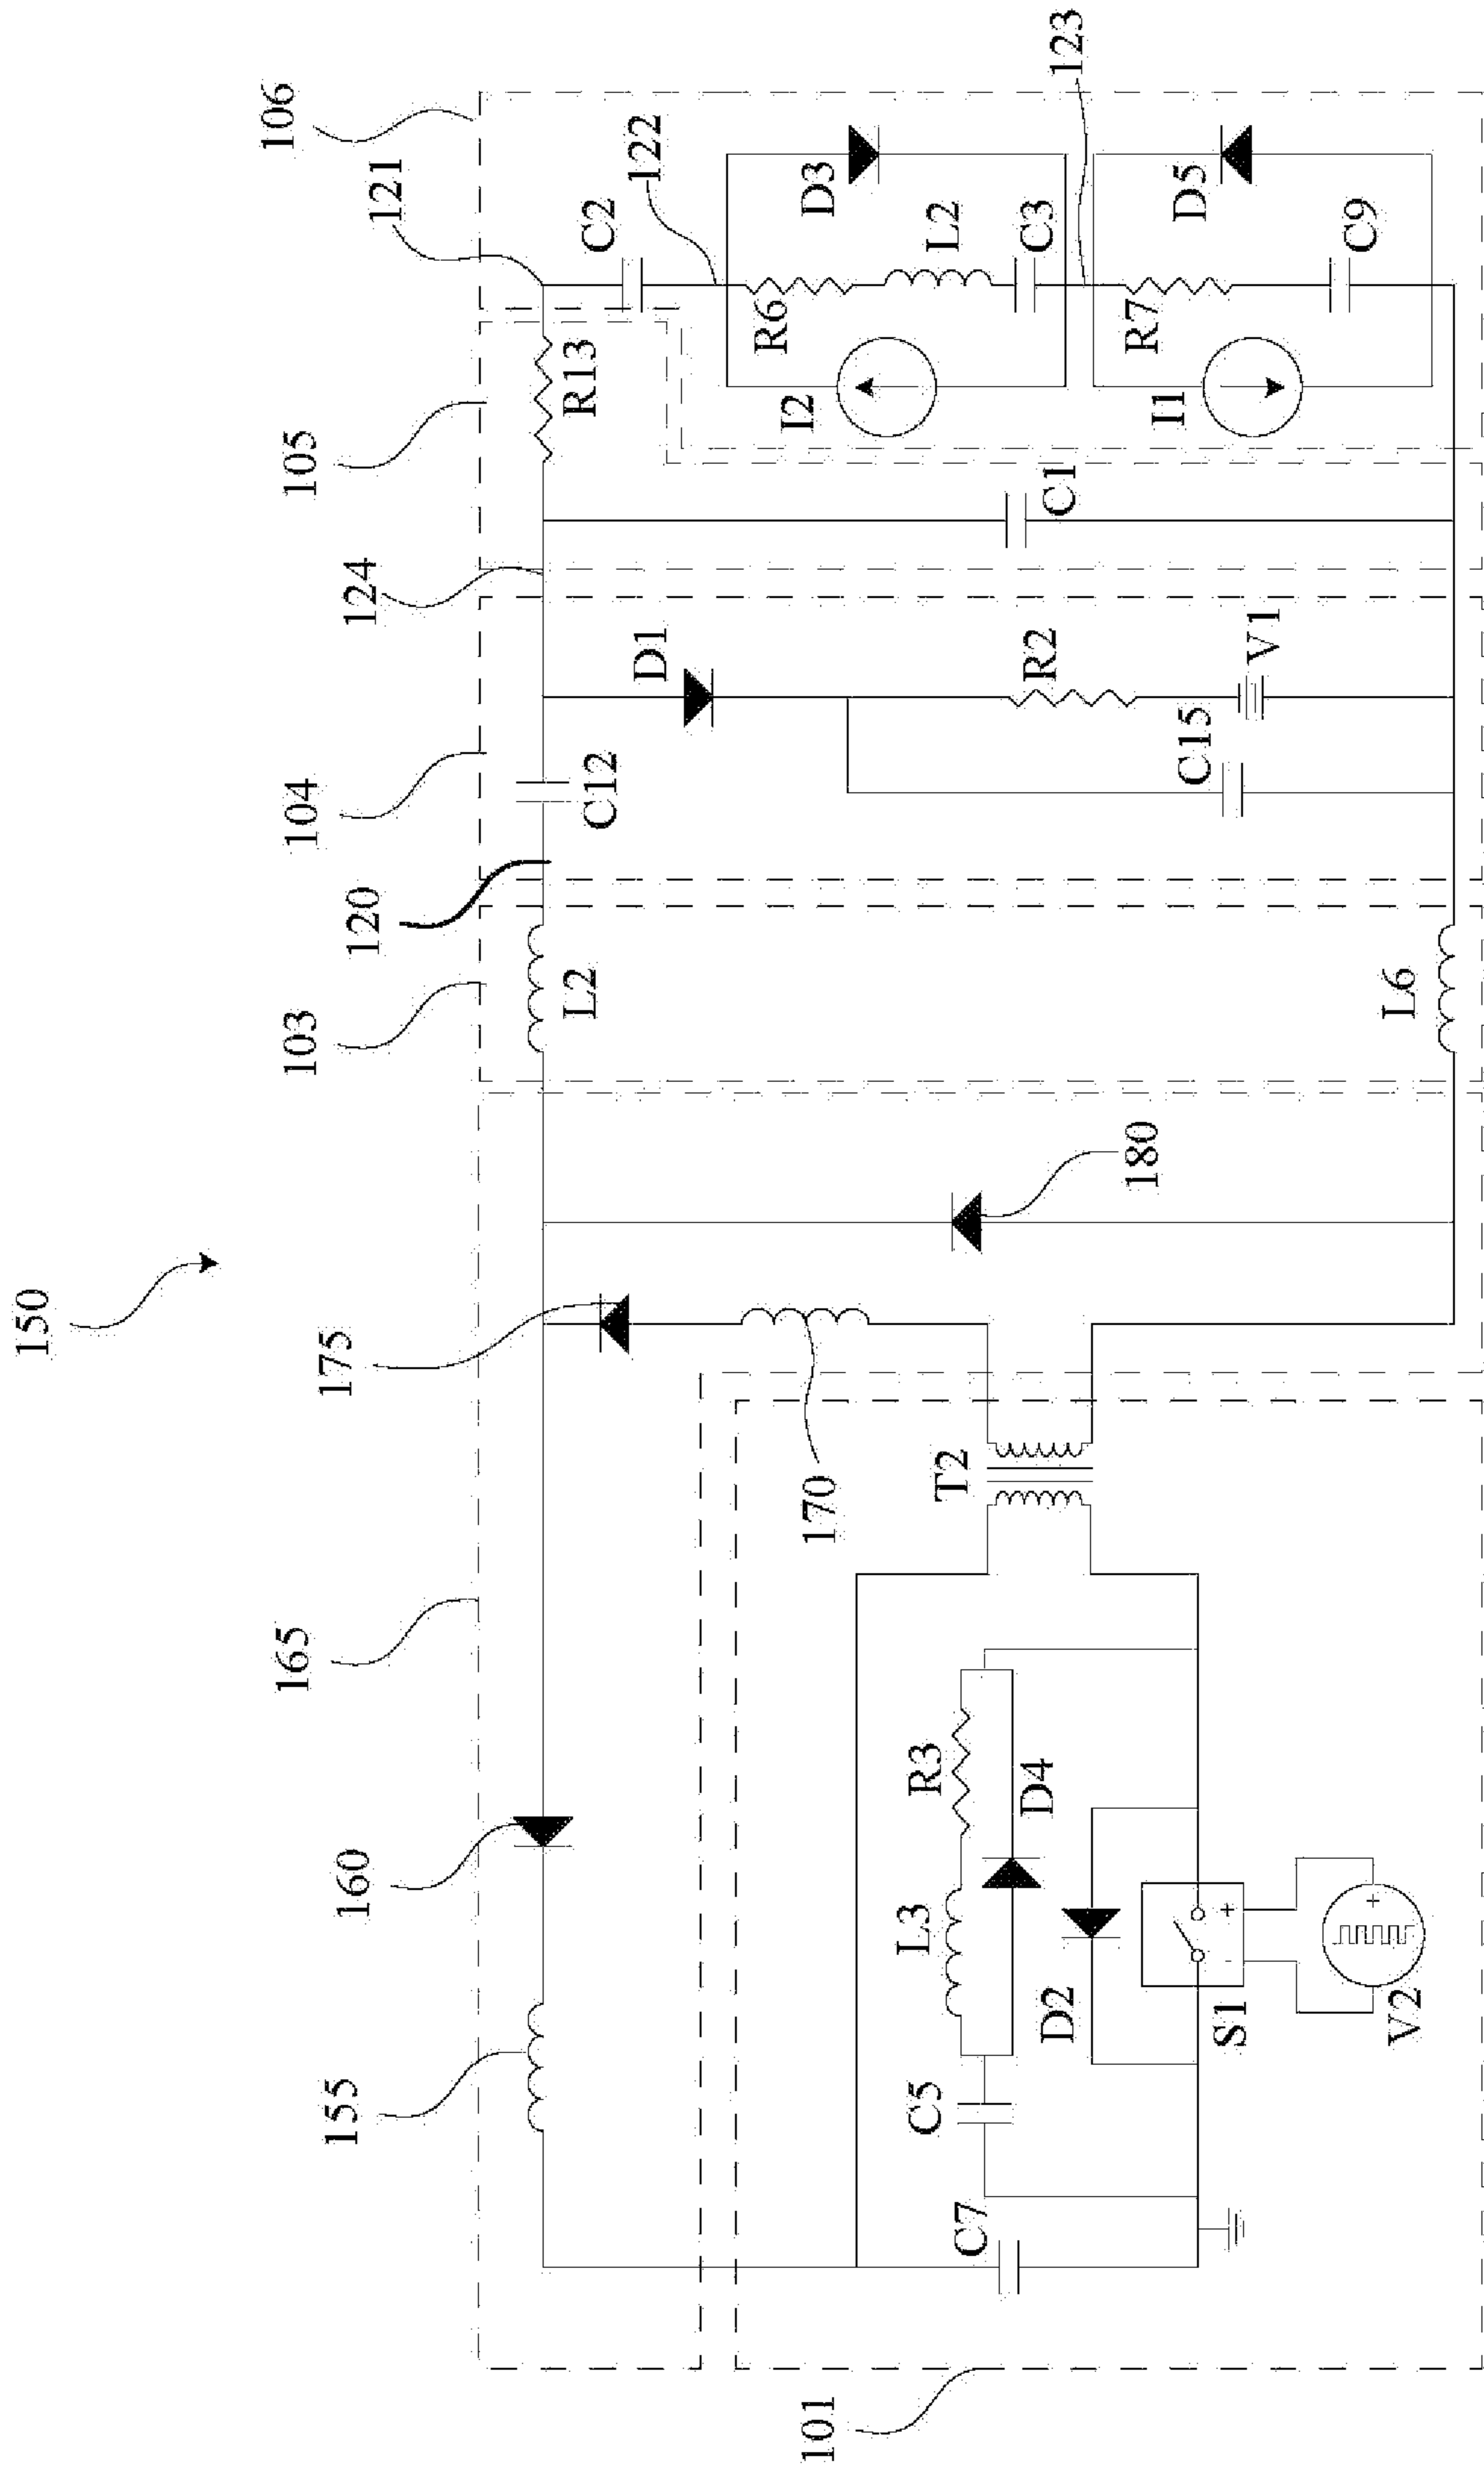 150
165
175
160
155
103
104
105
106
120
124
121
122
123
170
180
101
L2
L6
C12
D1
R2
V1
C15
R13
C1
C2
R6
L2
C3
D3
I2
R7
C9
D5
I1
T2
R3
L3
D4
D2
C5
C7
S1
+
-
V2
+